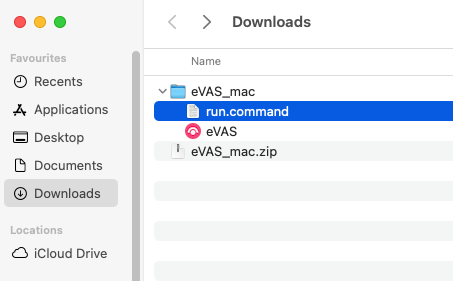 Downloads
Name
Favourites
Recents
Applications
Desktop
Documents
Downloads
Locations
iCloud Drive
eVAS_mac
run.command
eVAS
eVAS_mac.zip